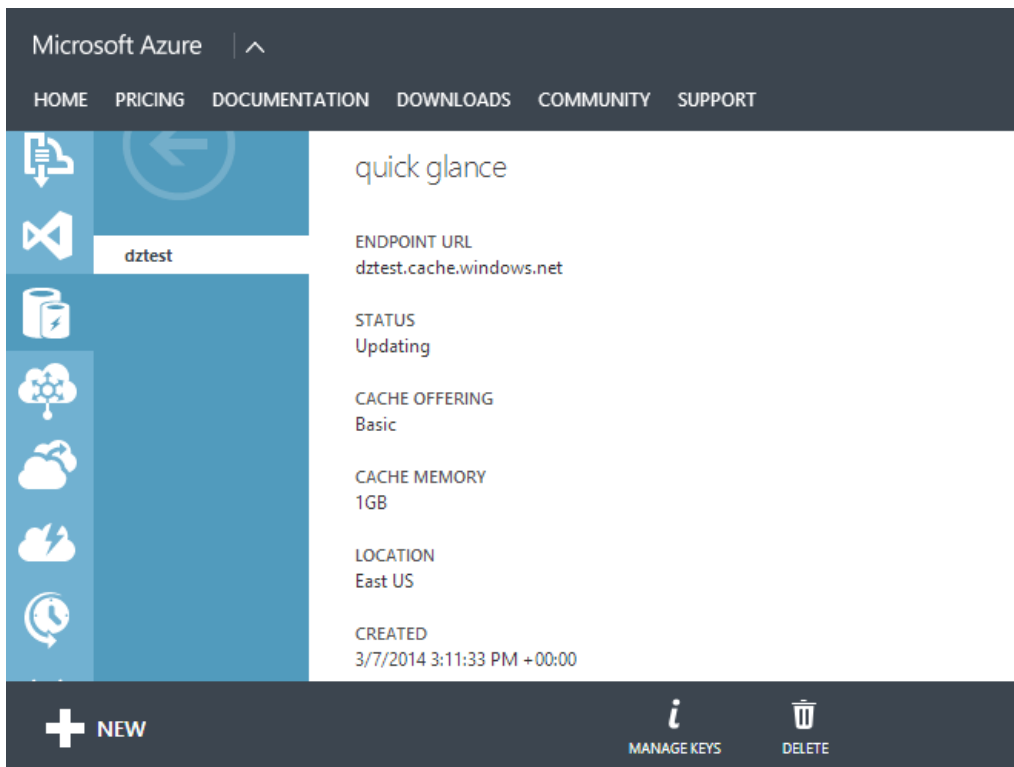 Microsoft Azure
HOME PRICING DOCUMENTATION DOWNLOADS COMMUNITY SUPPORT
dztest
quick glance
ENDPOINT URL
dztest.cache.windows.net
STATUS
Updating
CACHE OFFERING
Basic
CACHE MEMORY
1GB
LOCATION
East US
CREATED
3/7/2014 3:11:33 PM +00:00
NEW
MANAGE KEYS
DELETE